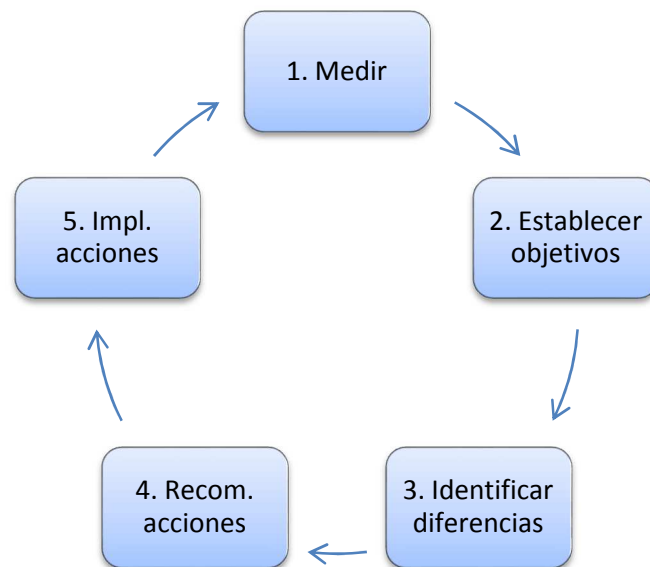 1. Medir
2. Establecer
objetivos
3. Identificar
diferencias
4. Recom.
acciones
5. Impl.
acciones